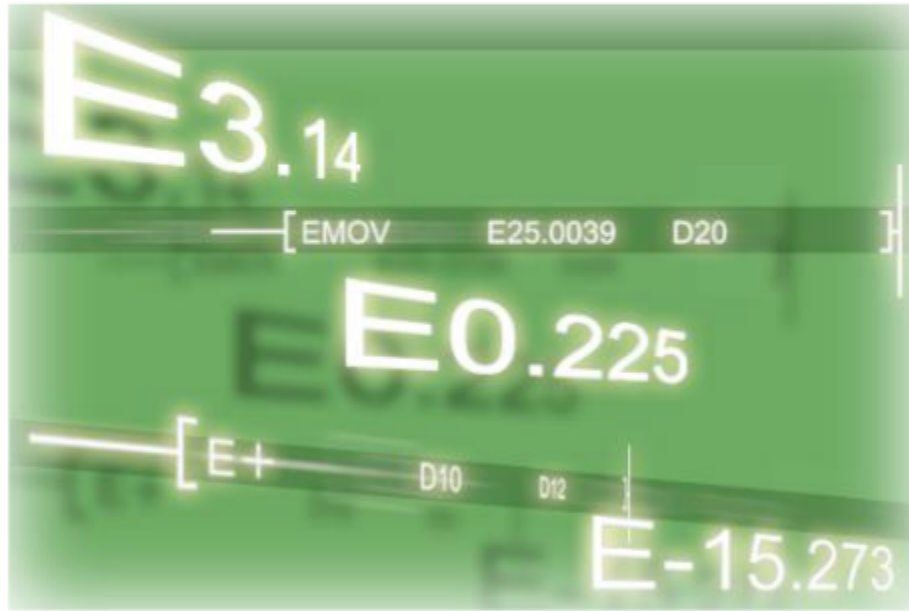 E3.14
[ EMOV E25.0039 D20 ]
E0.225
[ E+ D10 D12
E-15.273